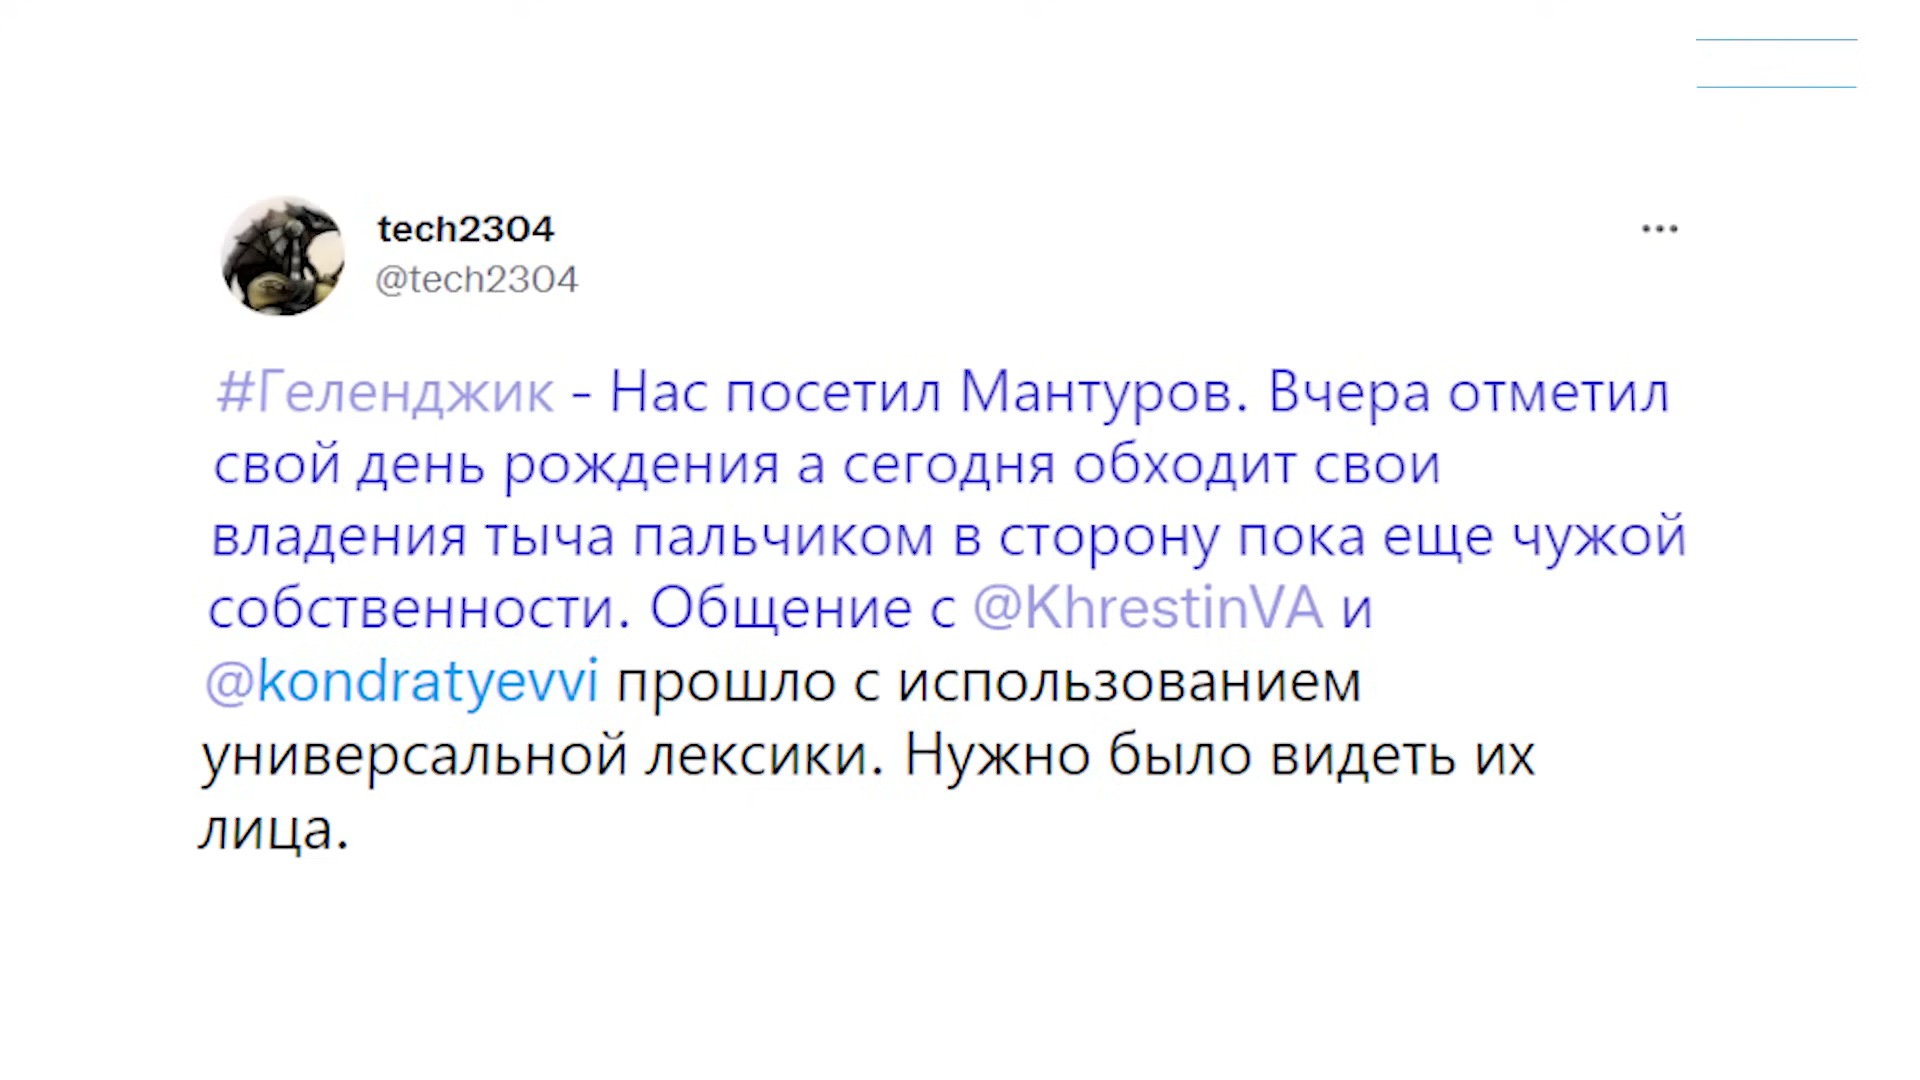 tech2304
@tech2304
#Геленджик - Нас посетил Мантуров. Вчера отметил
свой день рождения а сегодня обходит свои
владения тыча пальчиком в сторону пока еще чужой
собственности. Общение с @KhrestinVA и
@kondratyevvi прошло с использованием
универсальной лексики. Нужно было видеть их
лица.